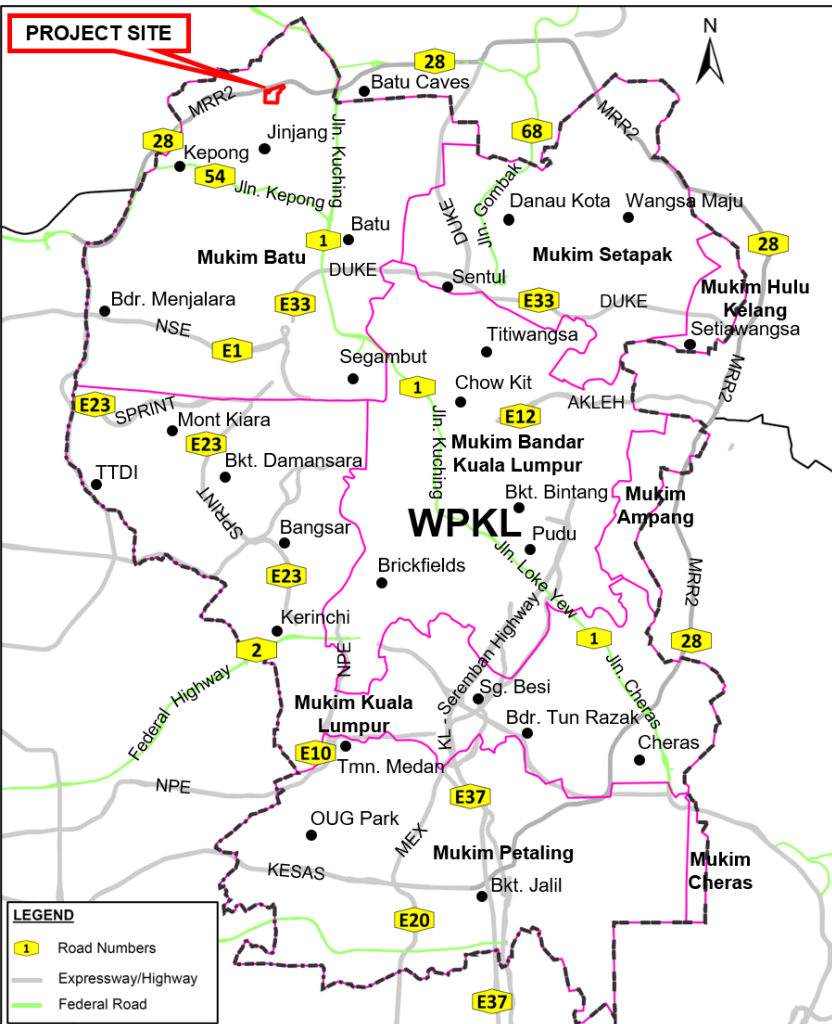 PROJECT SITE
N
28
Batu Caves
MRR2
MRR2
68
28
Kepong
Jinjang
54
Jln. Kepong
Jln. Kuching
DUKE
Jln. Gombak
Danau Kota
Wangsa Maju
Batu
1
Mukim Batu
Mukim Setapak
28
DUKE
Sentul
Mukim Hulu
Kelang
Bdr. Menjalara
E33
E33
DUKE
NSE
E1
Setiawangsa
Titiwangsa
MRR2
Segambut
1
Chow Kit
AKLEH
E23
SPRINT
Mont Kiara
E12
Jln. Kuching
E23
Mukim Bandar
Kuala Lumpur
Bkt. Damansara
TTDI
SPRINT
Bkt. Bintang
Mukim
Ampang
WPKL
Bangsar
Pudu
Jln. Loke Yew
Brickfields
E23
MRR2
Kerinchi
KL - Seremban Highway
1
28
2
NPE
Jln. Cheras
Federal Highway
Sg. Besi
Mukim Kuala
Lumpur
Bdr. Tun Razak
E10
Cheras
Tmn. Medan
NPE
E37
OUG Park
MEX
Mukim Petaling
Mukim
Cheras
KESAS
Bkt. Jalil
E20
E37
LEGEND
1 Road Numbers
Expressway/Highway
Federal Road